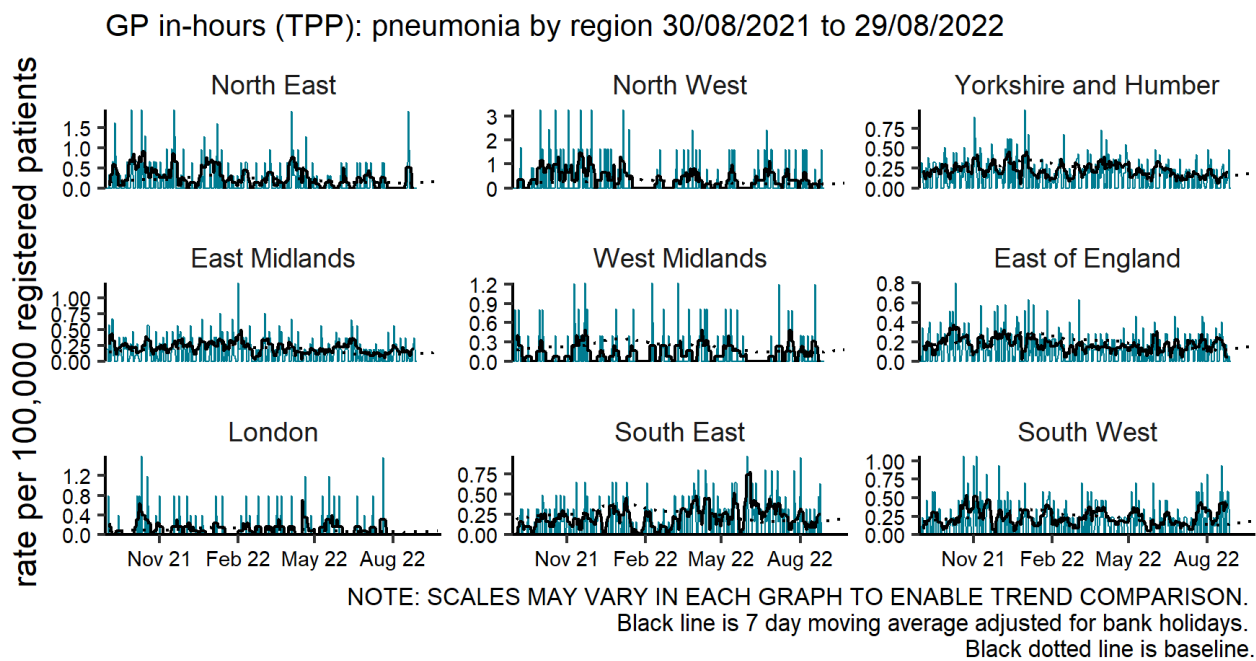 GP in-hours (TPP): pneumonia by region 30/08/2021 to 29/08/2022
rate per 100,000 registered patients
North East
1.5
1.0
0.5
0.0
North West
3
2
1
0
Yorkshire and Humber
0.75
0.50
0.25
0.00
East Midlands
1.00
0.75
0.50
0.25
0.00
West Midlands
1.2
0.9
0.6
0.3
0.0
East of England
0.8
0.6
0.4
0.2
0.0
London
1.2
0.8
0.4
0.0
Nov 21 Feb 22 May 22 Aug 22
South East
0.75
0.50
0.25
0.00
Nov 21 Feb 22 May 22 Aug 22
South West
1.00
0.75
0.50
0.25
0.00
Nov 21 Feb 22 May 22 Aug 22
NOTE: SCALES MAY VARY IN EACH GRAPH TO ENABLE TREND COMPARISON.
Black line is 7 day moving average adjusted for bank holidays.
Black dotted line is baseline.